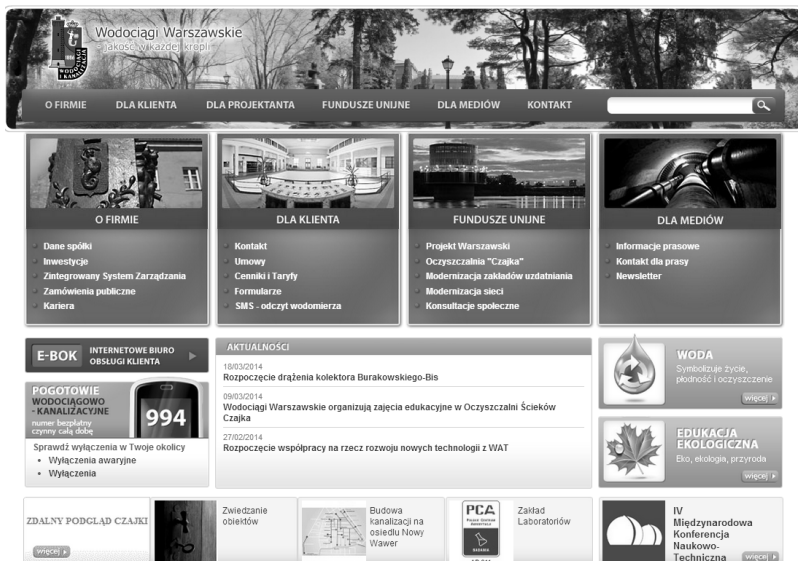 Wodociągi Warszawskie
- jakość w każdej kropli
WODOCIĄGI
I KANALIZACJA
O FIRMIE DLA KLIENTA DLA PROJEKTANTA FUNDUSZE UNIJNE DLA MEDIÓW KONTAKT
O FIRMIE
Dane spółki
Inwestycje
Zintegrowany System Zarządzania
Zamówienia publiczne
Kariera
DLA KLIENTA
Kontakt
Umowy
Cenniki i Taryfy
Formularze
SMS - odczyt wodomierza
FUNDUSZE UNIJNE
Projekt Warszawski
Oczyszczalnia "Czajka"
Modernizacja zakładów uzdatniania
Modernizacja sieci
Konsultacje społeczne
DLA MEDIÓW
Informacje prasowe
Kontakt dla prasy
Newsletter
E-BOK INTERNETOWE BIURO
OBSŁUGI KLIENTA
POGOTOWIE
WODOCIĄGOWO
- KANALIZACYJNE
numer bezpłatny
czynny całą dobę
994
Sprawdź wyłączenia w Twojej okolicy
Wyłączenia awaryjne
Wyłączenia
AKTUALNOŚCI
18/03/2014
Rozpoczęcie drążenia kolektora Burakowskiego-Bis
09/03/2014
Wodociągi Warszawskie organizują zajęcia edukacyjne w Oczyszczalni Ścieków
Czajka
27/02/2014
Rozpoczęcie współpracy na rzecz rozwoju nowych technologii z WAT
WODA
Symbolizuje życie,
płodność i oczyszczenie
więcej
EDUKACJA
EKOLOGICZNA
Eko, ekologia, przyroda
więcej
ZDALNY PODGLĄD CZAJKI
więcej
Zwiedzanie
obiektów
Budowa
kanalizacji na
osiedlu Nowy
Wawer
PCA
POLSKIE CENTRUM
AKREDYTACJI
BADANIA
Zakład
Laboratoriów
IV
Międzynarodowa
Konferencja
Naukowo-
Techniczna
więcej